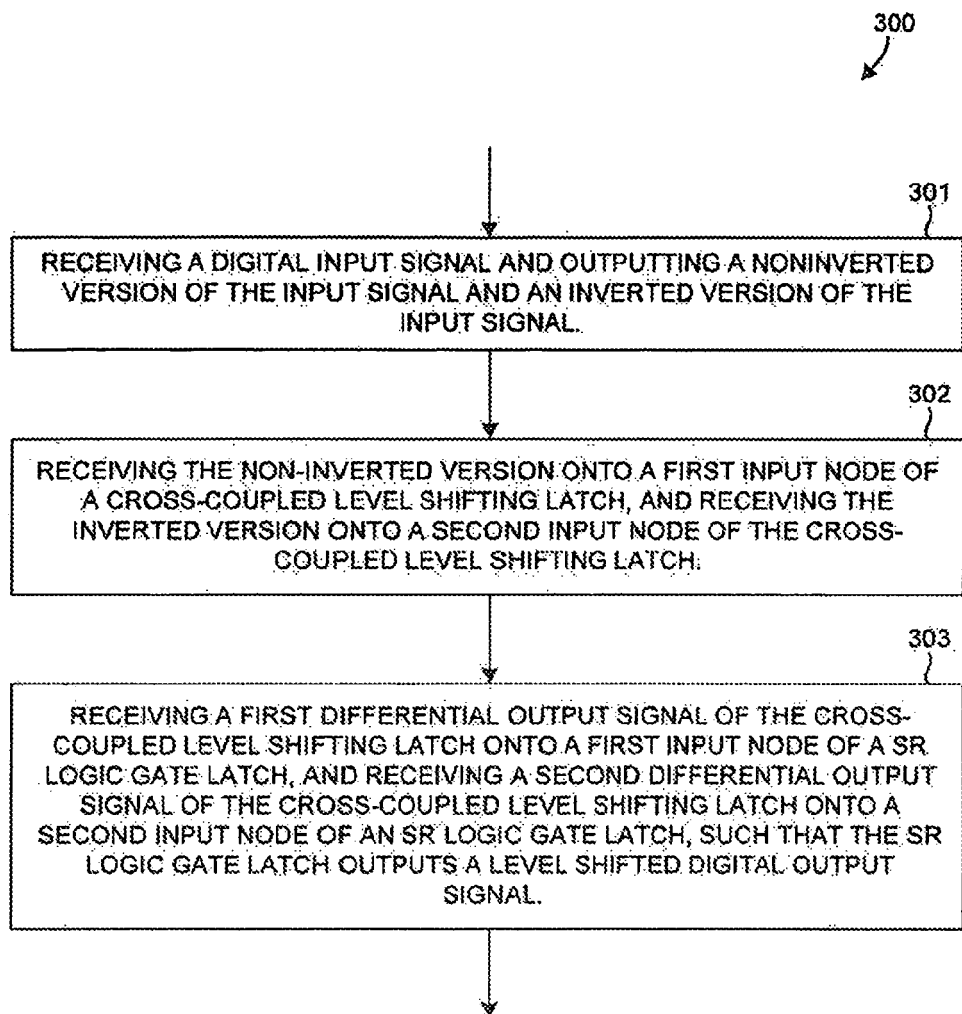 300
301
RECEIVING A DIGITAL INPUT SIGNAL AND OUTPUTTING A NONINVERTED
VERSION OF THE INPUT SIGNAL AND AN INVERTED VERSION OF THE
INPUT SIGNAL.
302
RECEIVING THE NON-INVERTED VERSION ONTO A FIRST INPUT NODE OF
A CROSS-COUPLED LEVEL SHIFTING LATCH, AND RECEIVING THE
INVERTED VERSION ONTO A SECOND INPUT NODE OF THE CROSS-
COUPLED LEVEL SHIFTING LATCH.
303
RECEIVING A FIRST DIFFERENTIAL OUTPUT SIGNAL OF THE CROSS-
COUPLED LEVEL SHIFTING LATCH ONTO A FIRST INPUT NODE OF A SR
LOGIC GATE LATCH, AND RECEIVING A SECOND DIFFERENTIAL OUTPUT
SIGNAL OF THE CROSS-COUPLED LEVEL SHIFTING LATCH ONTO A
SECOND INPUT NODE OF AN SR LOGIC GATE LATCH, SUCH THAT THE SR
LOGIC GATE LATCH OUTPUTS A LEVEL SHIFTED DIGITAL OUTPUT
SIGNAL.